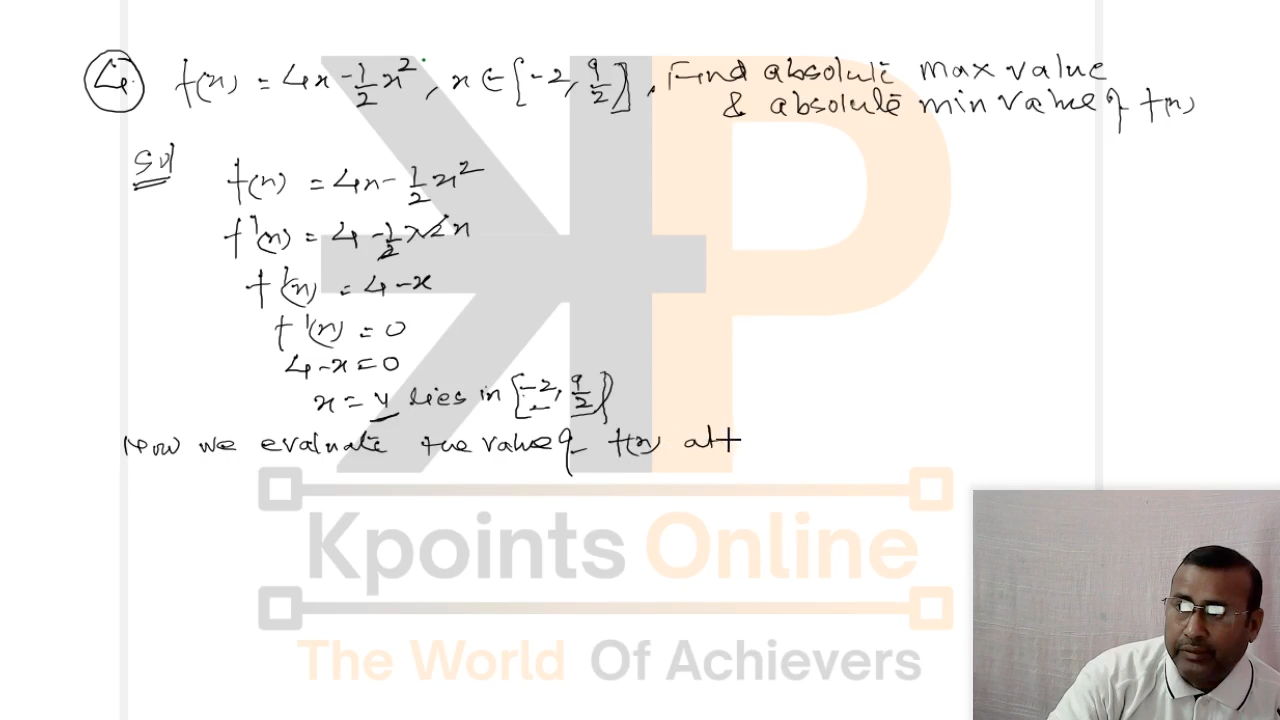 4. f(x) = 4x - 1/2 x², x ∈ [-2, 9/2], Find absolute max value
& absolute min value of f(x)
Sol
f(x) = 4x - 1/2 x²
f'(x) = 4 - 1/2 × 2x
f'(x) = 4 - x
f'(x) = 0
4 - x = 0
x = 4 lies in [-2, 9/2]
Now we evaluate the value of f(x) at t
KP
Kpoints Online
The World Of Achievers